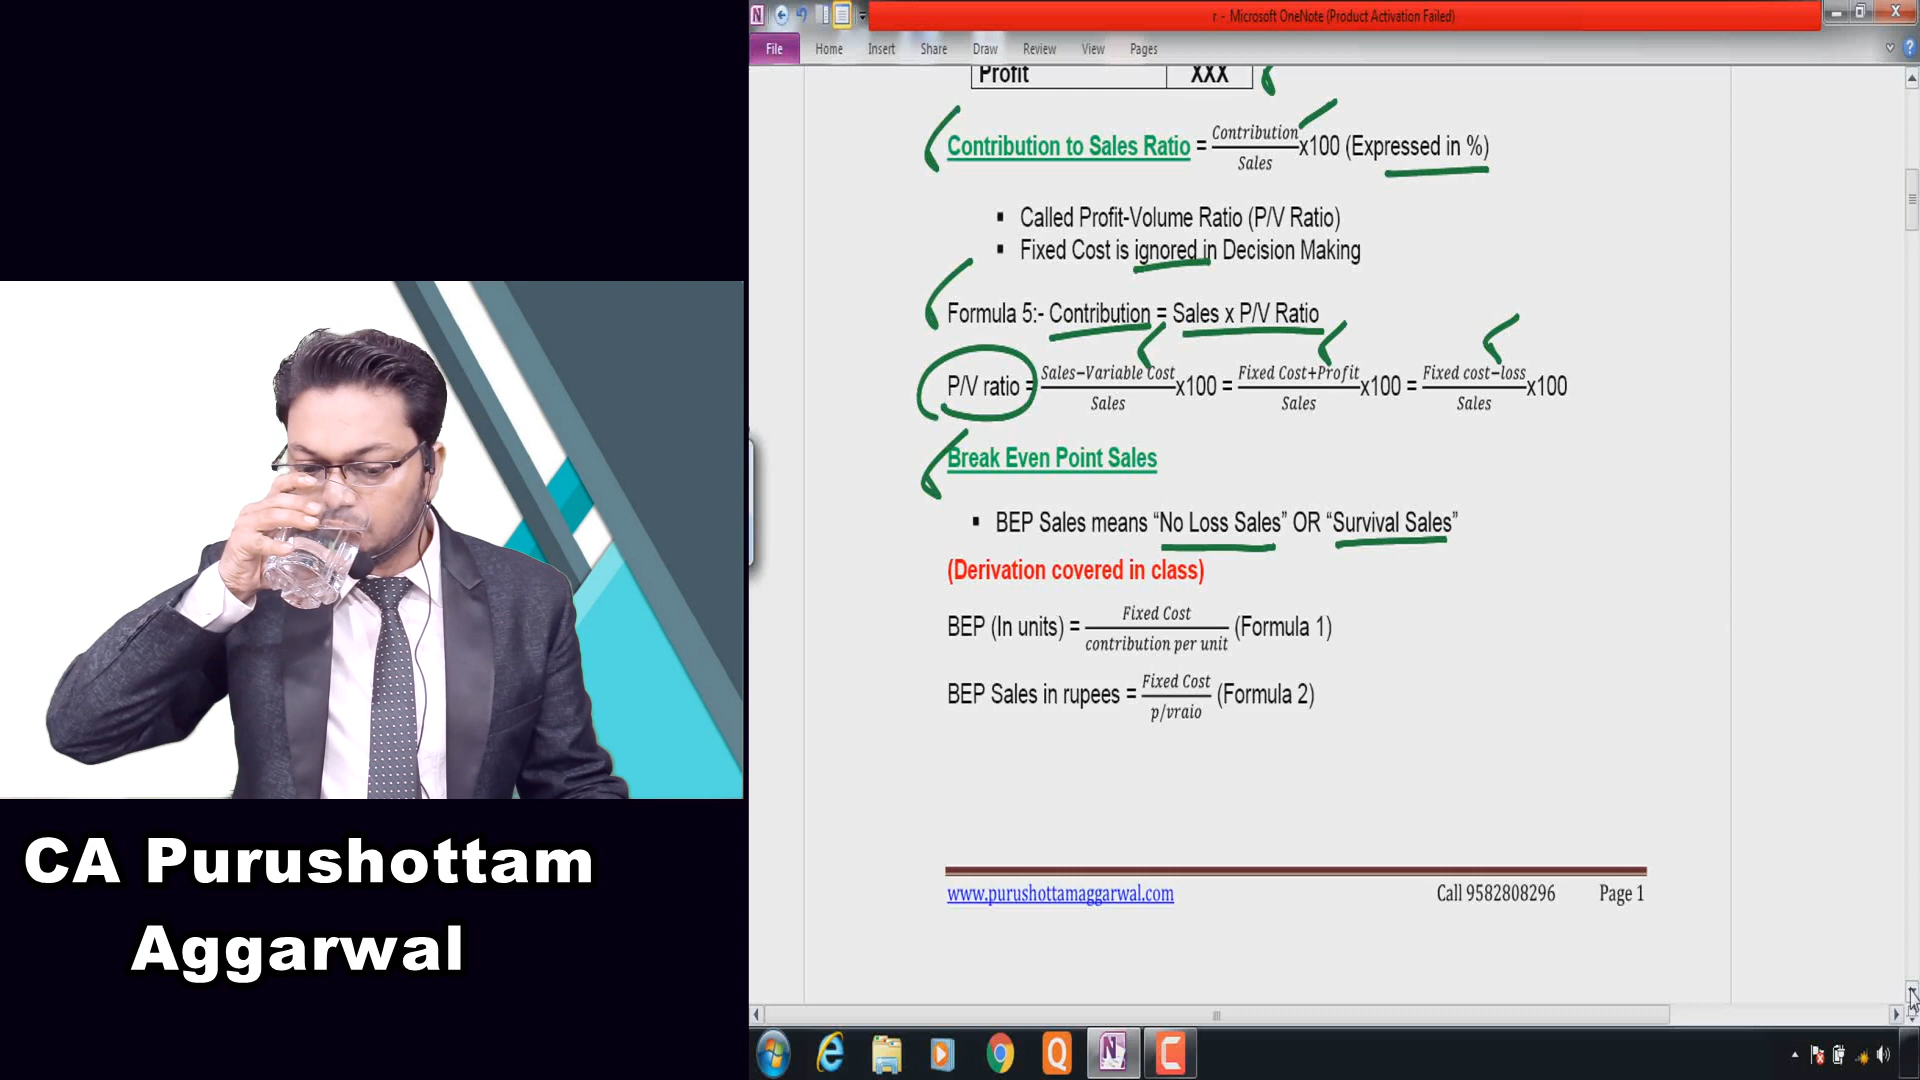 r - Microsoft OneNote (Product Activation Failed)
File Home Insert Share Draw Review View Pages
Profit XXX
Contribution to Sales Ratio = Contribution/Sales x100 (Expressed in %)
▪ Called Profit-Volume Ratio (P/V Ratio)
▪ Fixed Cost is ignored in Decision Making
Formula 5:- Contribution = Sales x P/V Ratio
P/V ratio = Sales−Variable Cost/Sales x100 = Fixed Cost+Profit/Sales x100 = Fixed cost−loss/Sales x100
Break Even Point Sales
▪ BEP Sales means “No Loss Sales” OR “Survival Sales”
(Derivation covered in class)
BEP (In units) = Fixed Cost/contribution per unit (Formula 1)
BEP Sales in rupees = Fixed Cost/p/vraio (Formula 2)
www.purushottamaggarwal.com Call 9582808296 Page 1
CA Purushottam
Aggarwal